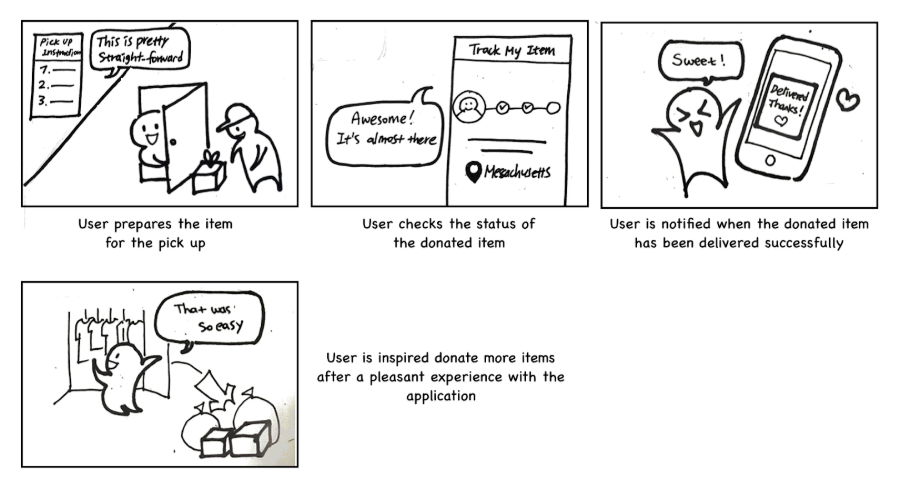 Pick up
Instruction
1.
2.
3.
This is pretty
Straight-forward
User prepares the item
for the pick up
Track My Item
Awesome!
It's almost there
Megachusetts
User checks the status of
the donated item
Sweet!
Delivered
Thanks!
User is notified when the donated item
has been delivered successfully
That was
So easy
User is inspired donate more items
after a pleasant experience with the
application